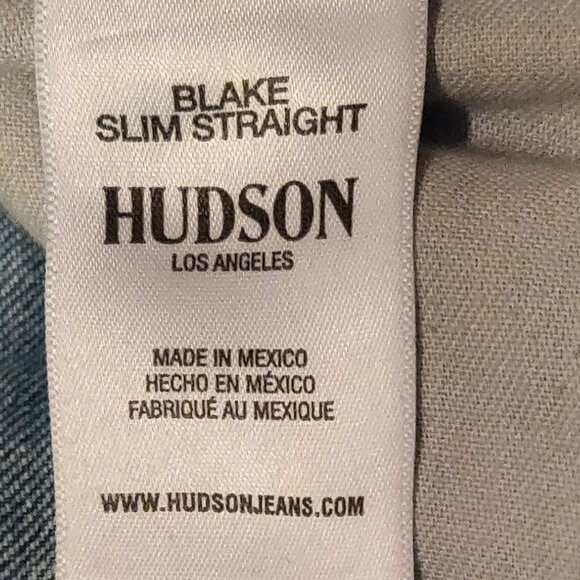 BLAKE
SLIM STRAIGHT
HUDSON
LOS ANGELES
MADE IN MEXICO
HECHO EN MÉXICO
FABRIQUÉ AU MEXIQUE
WWW.HUDSONJEANS.COM